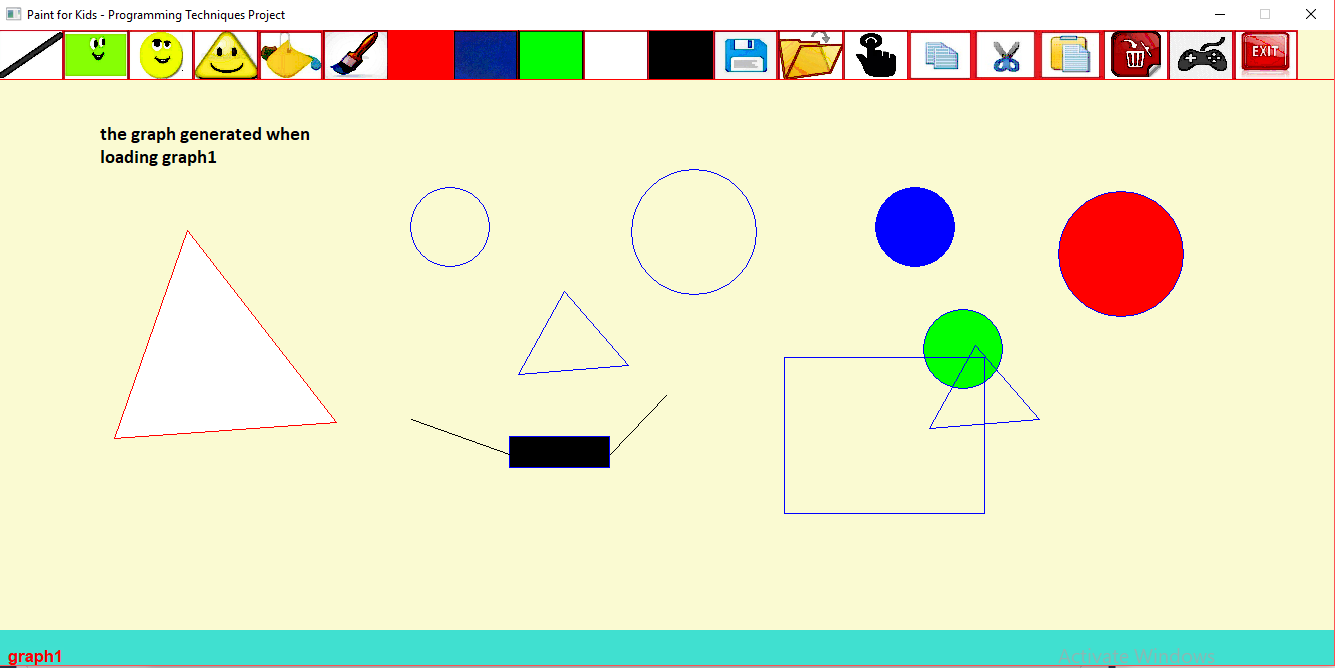 Paint for Kids - Programming Techniques Project
EXIT
the graph generated when
loading graph1
graph1
Activate Windows